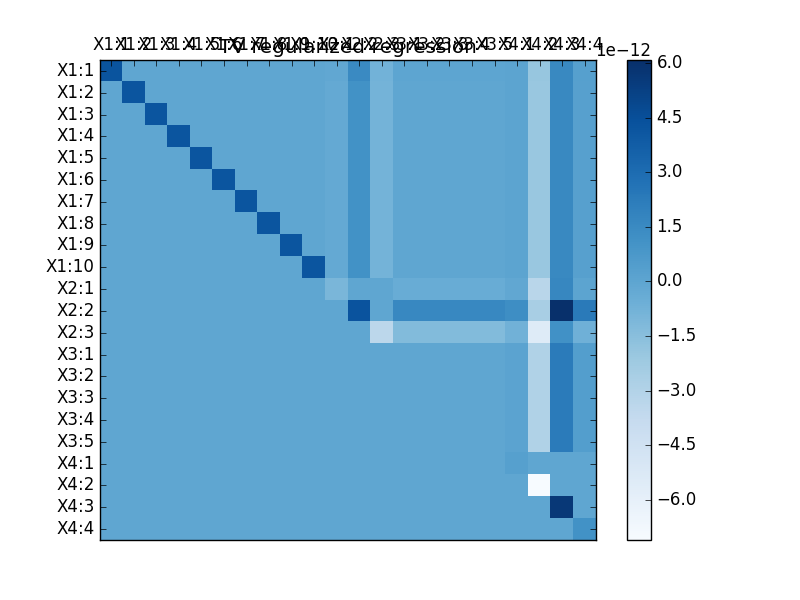 TV regularized regression
1e−12
X1:1
X1:2
X1:3
X1:4
X1:5
X1:6
X1:7
X1:8
X1:9
X1:10
X2:1
X2:2
X2:3
X3:1
X3:2
X3:3
X3:4
X3:5
X4:1
X4:2
X4:3
X4:4
6.0
4.5
3.0
1.5
0.0
−1.5
−3.0
−4.5
−6.0